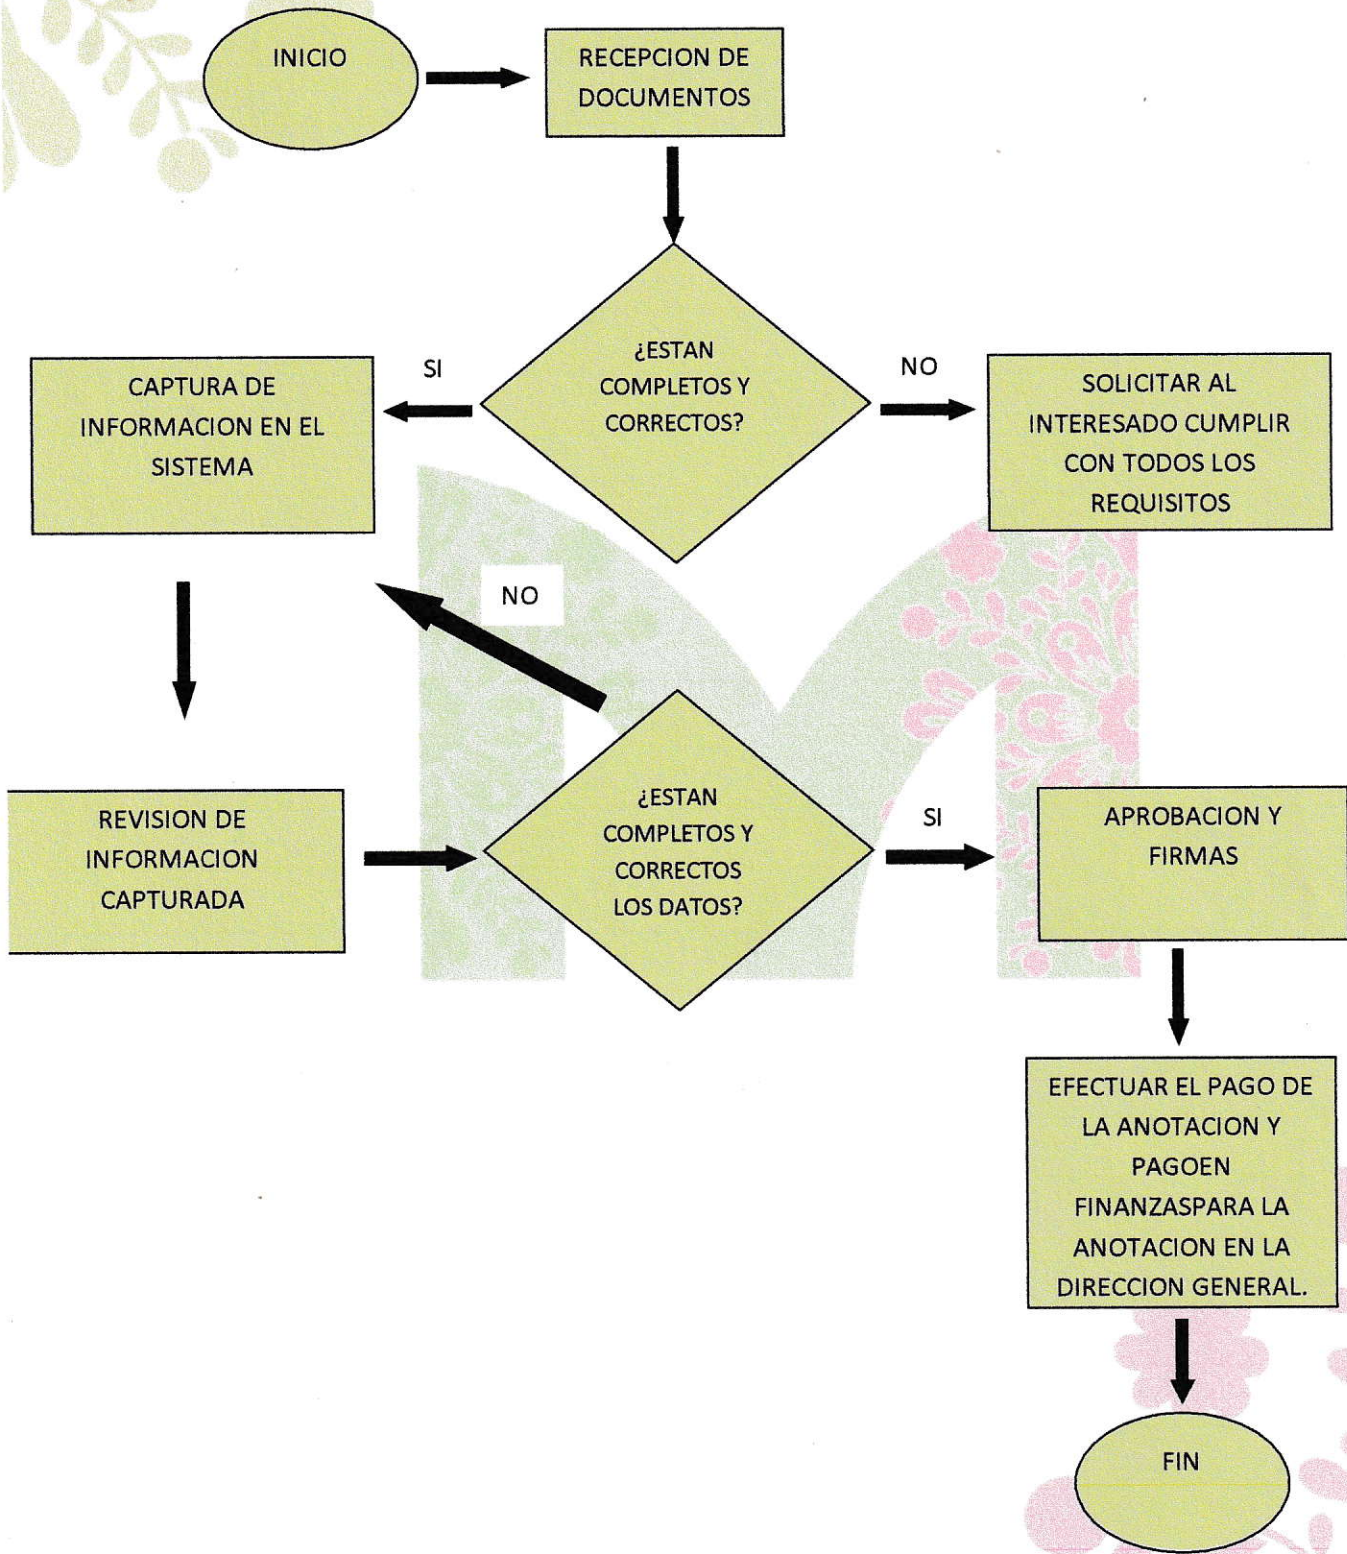 INICIO
RECEPCION DE
DOCUMENTOS
¿ESTAN
COMPLETOS Y
CORRECTOS?
SI
NO
CAPTURA DE
INFORMACION EN EL
SISTEMA
SOLICITAR AL
INTERESADO CUMPLIR
CON TODOS LOS
REQUISITOS
NO
REVISION DE
INFORMACION
CAPTURADA
¿ESTAN
COMPLETOS Y
CORRECTOS
LOS DATOS?
SI
APROBACION Y
FIRMAS
EFECTUAR EL PAGO DE
LA ANOTACION Y
PAGOEN
FINANZASPARA LA
ANOTACION EN LA
DIRECCION GENERAL.
FIN